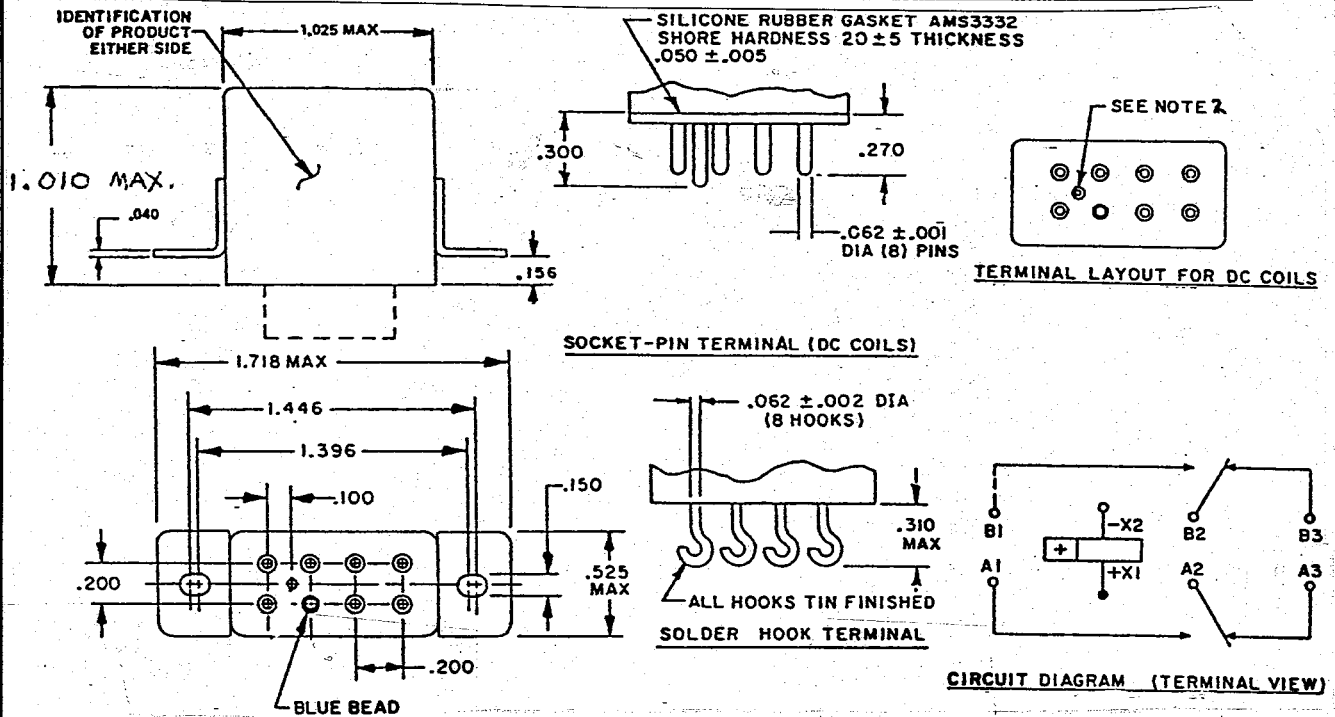 IDENTIFICATION
OF PRODUCT
EITHER SIDE
1.025 MAX
1.010 MAX.
.040
.156
SILICONE RUBBER GASKET AMS3332
SHORE HARDNESS 20 ± 5 THICKNESS
.050 ± .005
.300
.270
.062 ± .001
DIA (8) PINS
SEE NOTE 2
TERMINAL LAYOUT FOR DC COILS
SOCKET-PIN TERMINAL (DC COILS)
1.718 MAX
1.446
1.396
.100
.150
.200
.525
MAX
.200
BLUE BEAD
.062 ± .002 DIA
(8 HOOKS)
.310
MAX
ALL HOOKS TIN FINISHED
SOLDER HOOK TERMINAL
B1
-X2
B2
B3
+
A1
+X1
A2
A3
CIRCUIT DIAGRAM (TERMINAL VIEW)